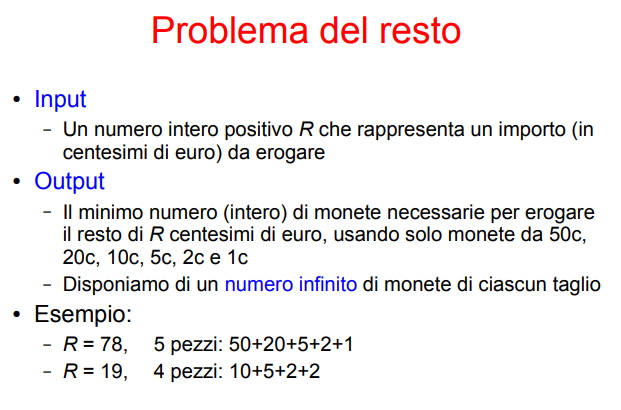 Problema del resto
• Input
– Un numero intero positivo R che rappresenta un importo (in
centesimi di euro) da erogare
• Output
– Il minimo numero (intero) di monete necessarie per erogare
il resto di R centesimi di euro, usando solo monete da 50c,
20c, 10c, 5c, 2c e 1c
– Disponiamo di un numero infinito di monete di ciascun taglio
• Esempio:
– R = 78, 5 pezzi: 50+20+5+2+1
– R = 19, 4 pezzi: 10+5+2+2